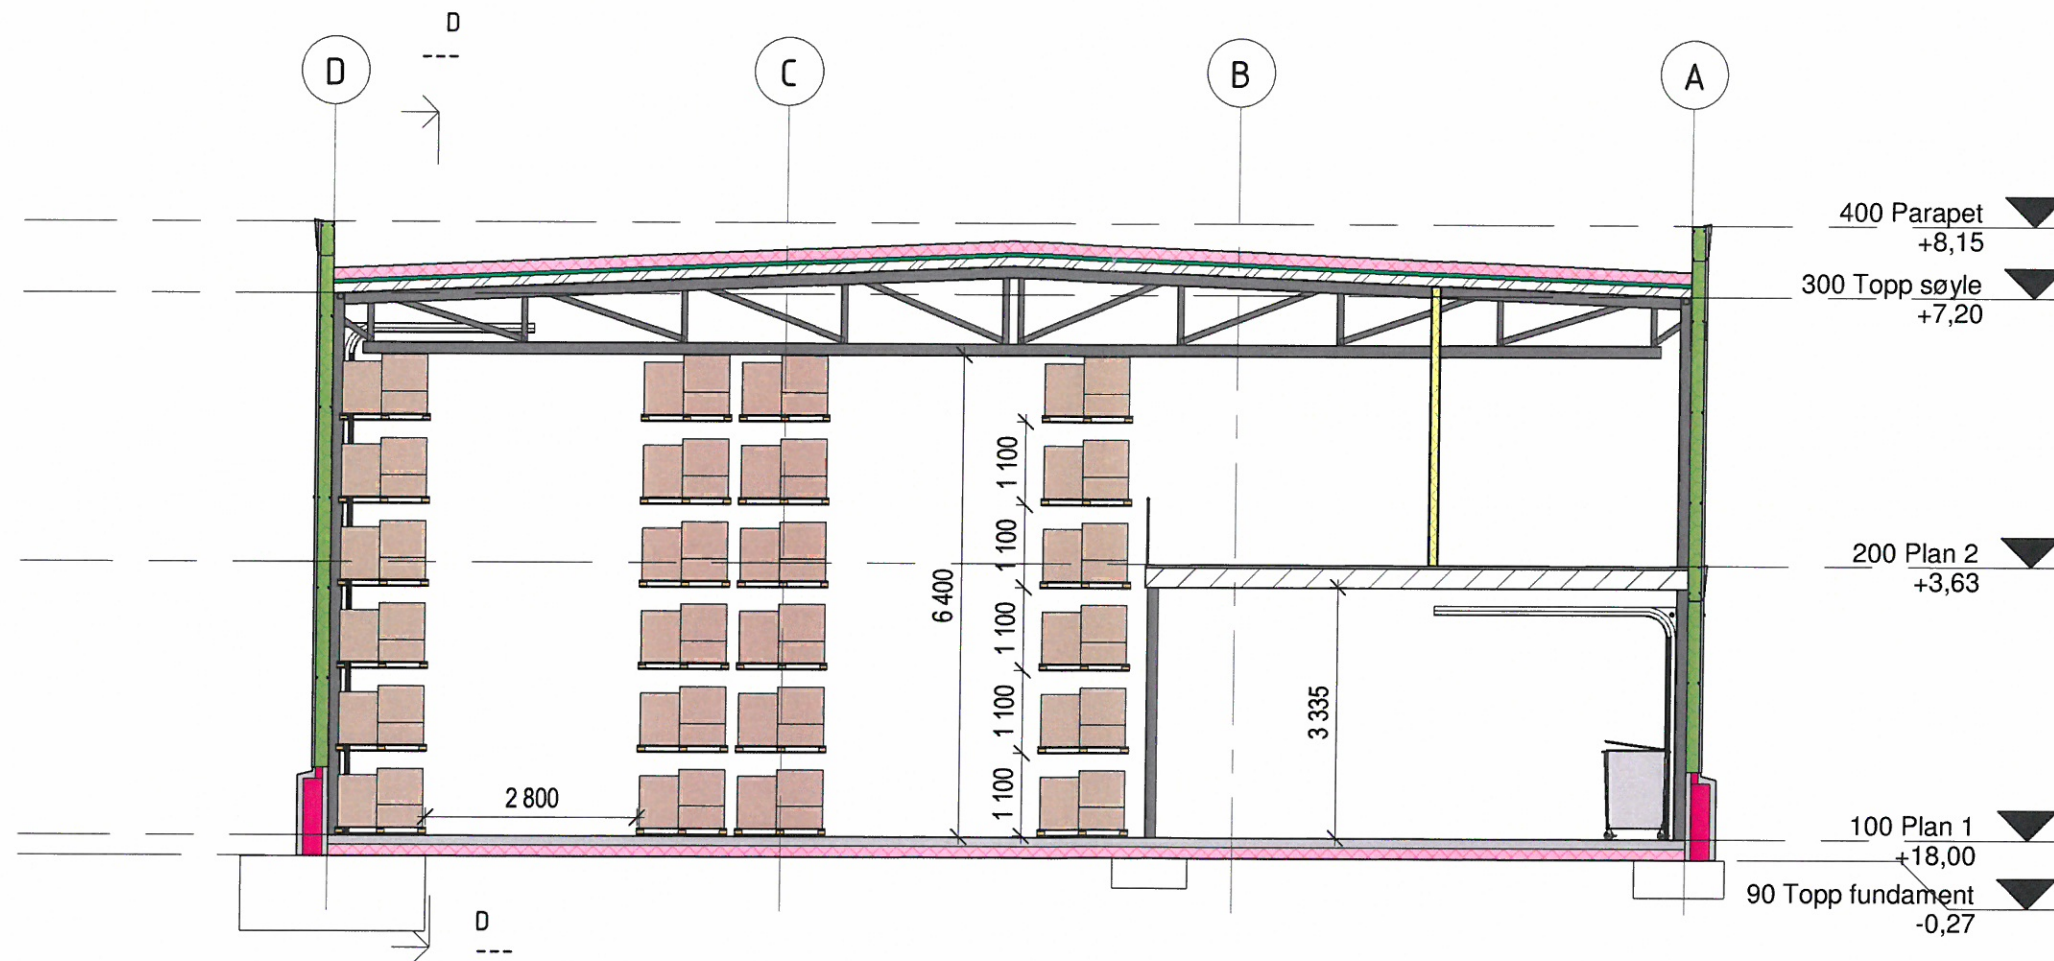 D
D
C
B
A
400 Parapet
+8,15
300 Topp søyle
+7,20
1 100
1 100
200 Plan 2
+3,63
6 400
1 100
3 335
1 100
2 800
1 100
100 Plan 1
+18,00
90 Topp fundament
-0,27
D